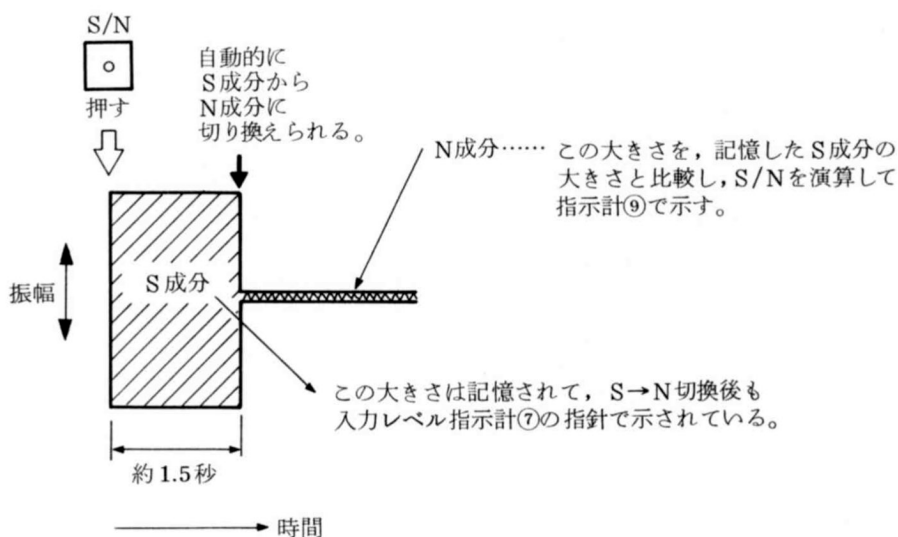 S/N
押す
自動的に
S成分から
N成分に
切り換えられる。
N成分…… この大きさを，記憶したS成分の
大きさと比較し，S/Nを演算して
指示計⑨で示す。
振幅
S成分
この大きさは記憶されて，S→N切換後も
入力レベル指示計⑦の指針で示されている。
約1.5秒
時間